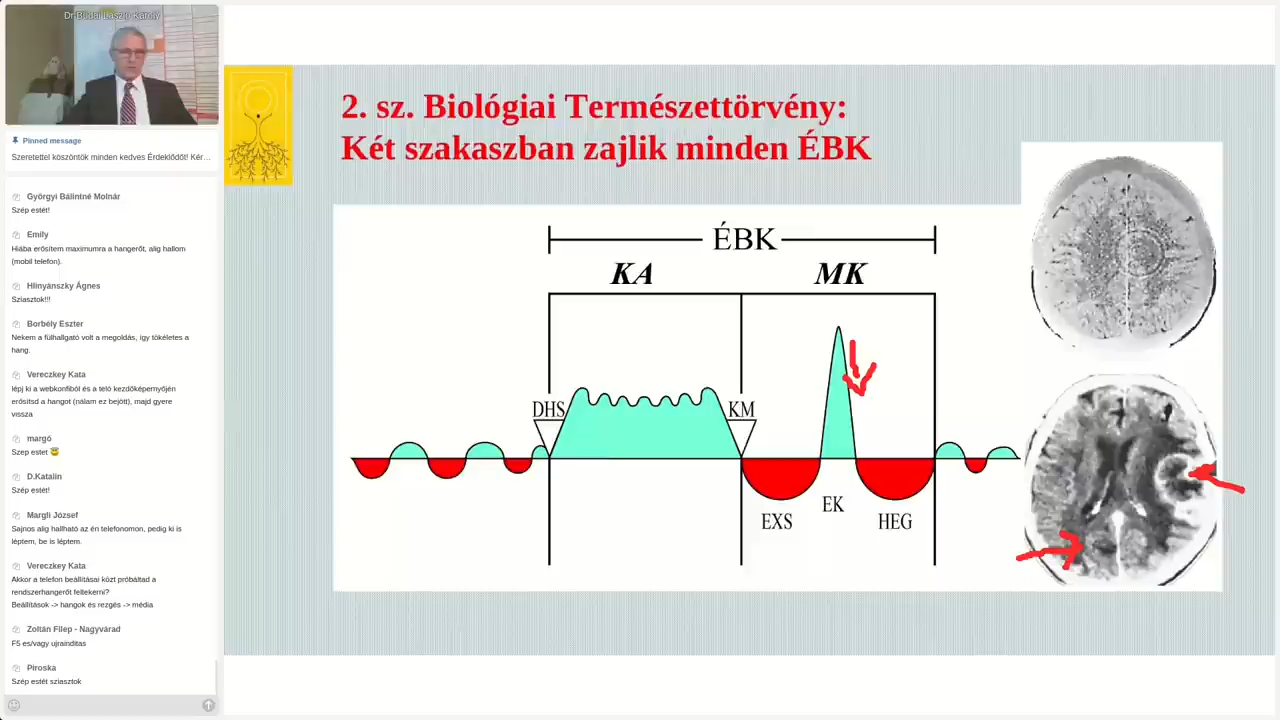 Dr Budai László Károly
Pinned message
Szeretettel köszöntök minden kedves Érdeklődőt! Kér...
Györgyi Bálintné Molnár
Szép estét!
Emily
Hiába erősítem maximumra a hangerőt, alig hallom
(mobil telefon).
Hlinyánszky Ágnes
Sziasztok!!!
Borbély Eszter
Nekem a fülhallgató volt a megoldás, így tökéletes a
hang.
Vereczkey Kata
lépj ki a webkonfiból és a teló kezdőképernyőjén
erősítsd a hangot (nálam ez bejött), majd gyere
vissza
margó
Szep estet 😇
D.Katalin
Szép estét!
Margli József
Sajnos alig hallható az én telefonomon, pedig ki is
léptem, be is léptem.
Vereczkey Kata
Akkor a telefon beállításai közt próbáltad a
rendszerhangerőt feltekerni?
Beállítások -> hangok és rezgés -> média
Zoltán Filep - Nagyvárad
F5 es/vagy ujrainditas
Piroska
Szép estét sziasztok
2. sz. Biológiai Természettörvény:
Két szakaszban zajlik minden ÉBK
ÉBK
KA
MK
DHS
KM
EXS
EK
HEG